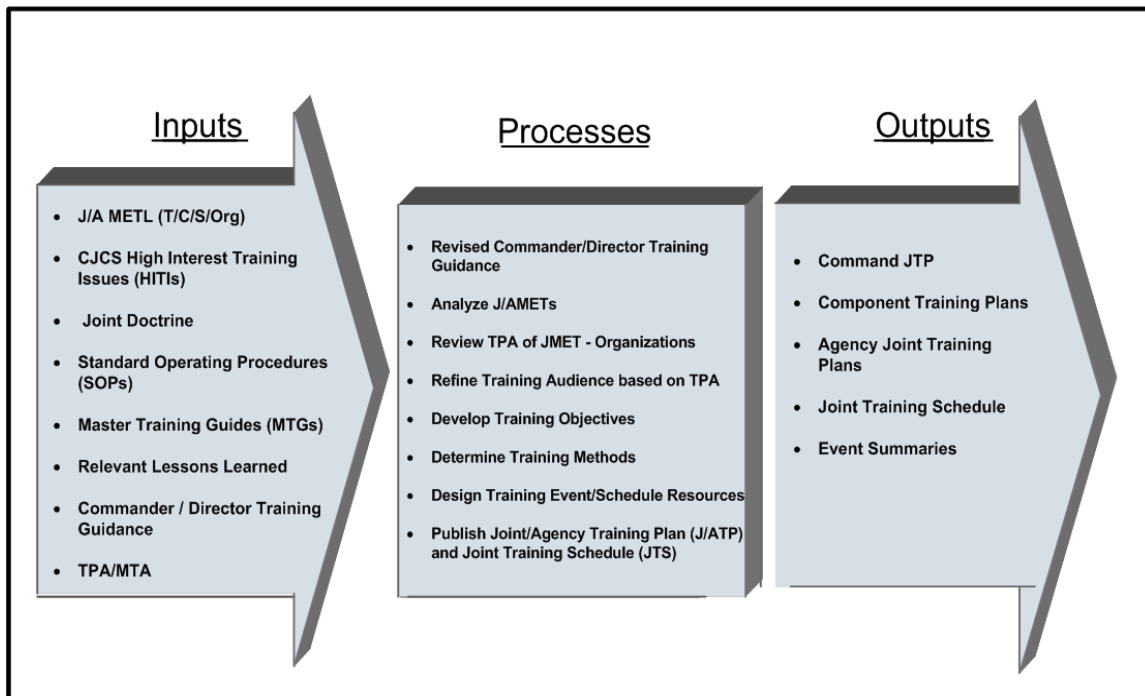 Inputs
• J/A METL (T/C/S/Org)
• CJCS High Interest Training
Issues (HITIs)
• Joint Doctrine
• Standard Operating Procedures
(SOPs)
• Master Training Guides (MTGs)
• Relevant Lessons Learned
• Commander / Director Training
Guidance
• TPA/MTA
Processes
• Revised Commander/Director Training
Guidance
• Analyze J/AMETs
• Review TPA of JMET - Organizations
• Refine Training Audience based on TPA
• Develop Training Objectives
• Determine Training Methods
• Design Training Event/Schedule Resources
• Publish Joint/Agency Training Plan (J/ATP)
and Joint Training Schedule (JTS)
Outputs
• Command JTP
• Component Training Plans
• Agency Joint Training
Plans
• Joint Training Schedule
• Event Summaries